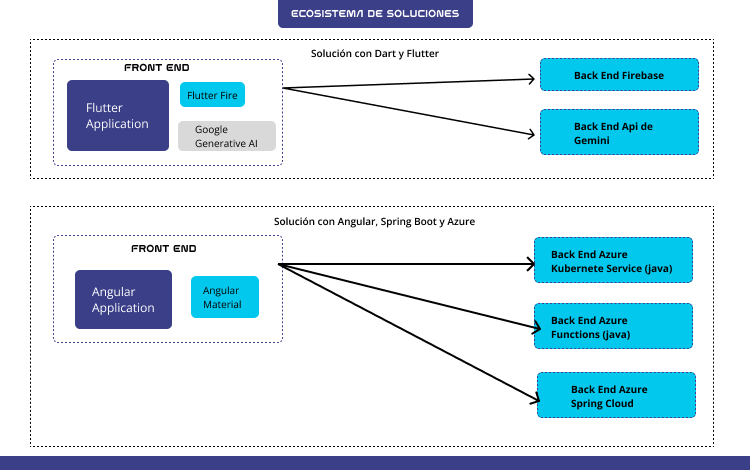 ECOSISTEMA DE SOLUCIONES
Solución con Dart y Flutter
FRONT END
Flutter
Application
Flutter Fire
Google
Generative AI
Back End Firebase
Back End Api de
Gemini
Solución con Angular, Spring Boot y Azure
FRONT END
Angular
Application
Angular
Material
Back End Azure
Kubernete Service (java)
Back End Azure
Functions (java)
Back End Azure
Spring Cloud